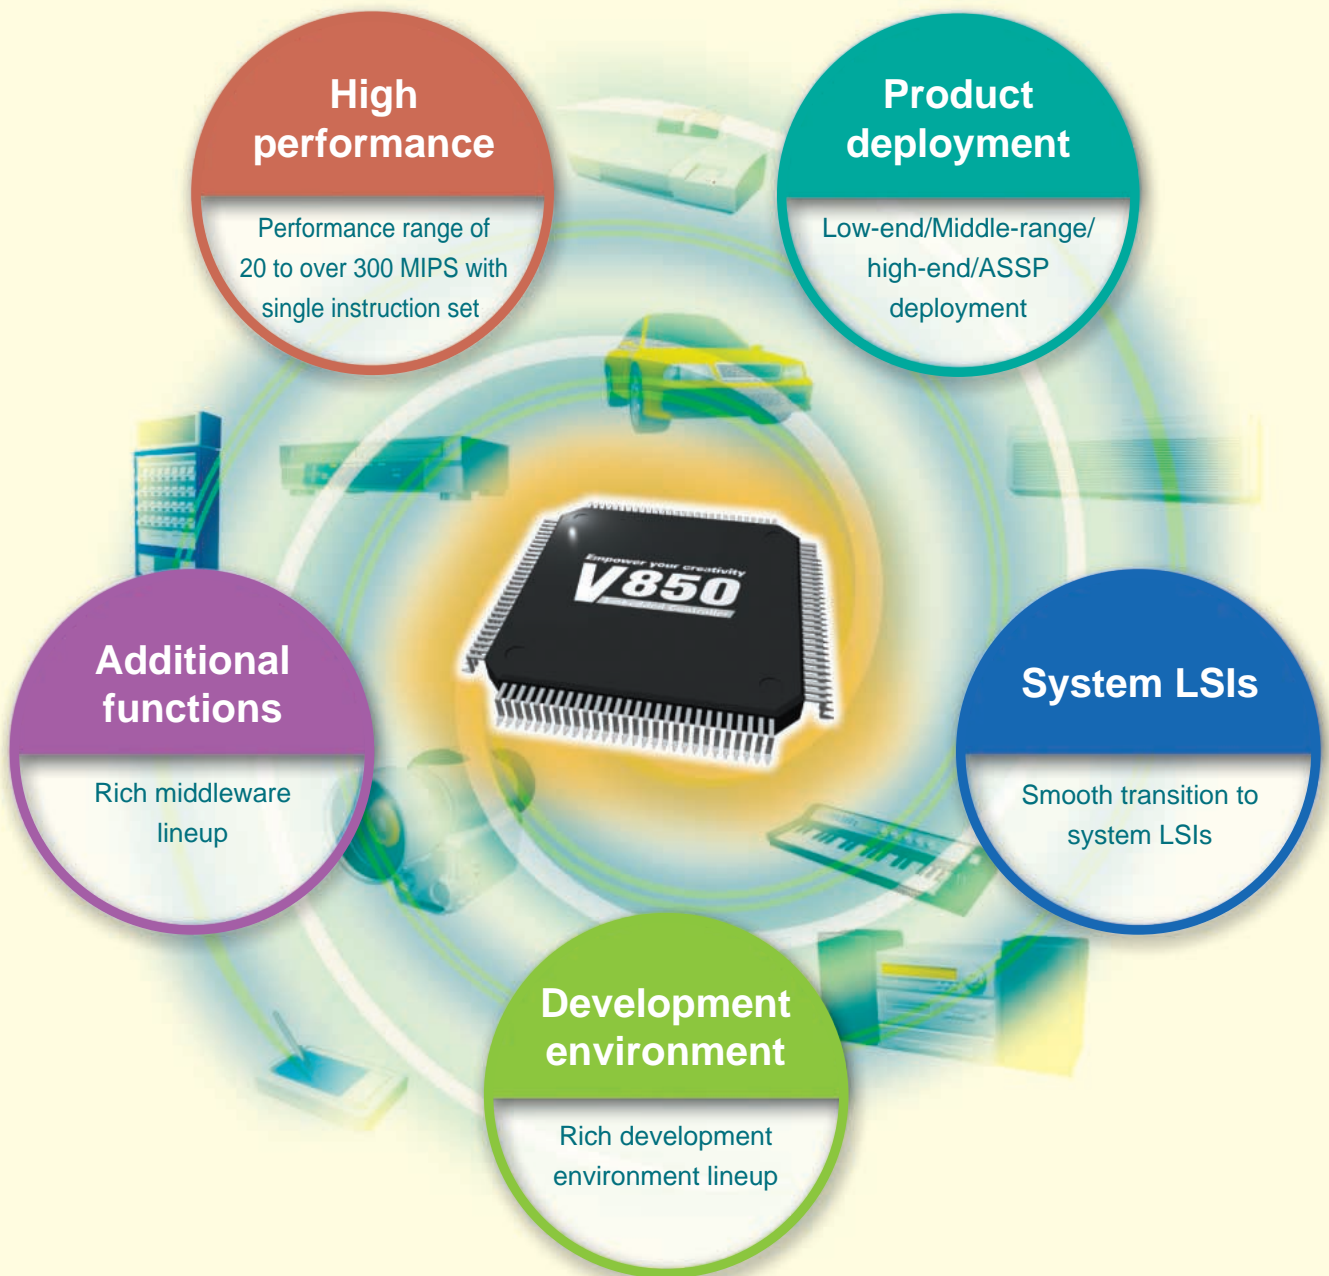 High
performance
Performance range of
20 to over 300 MIPS with
single instruction set
Product
deployment
Low-end/Middle-range/
high-end/ASSP
deployment
Empower your creativity
V850
Embedded Controller
Additional
functions
Rich middleware
lineup
System LSIs
Smooth transition to
system LSIs
Development
environment
Rich development
environment lineup